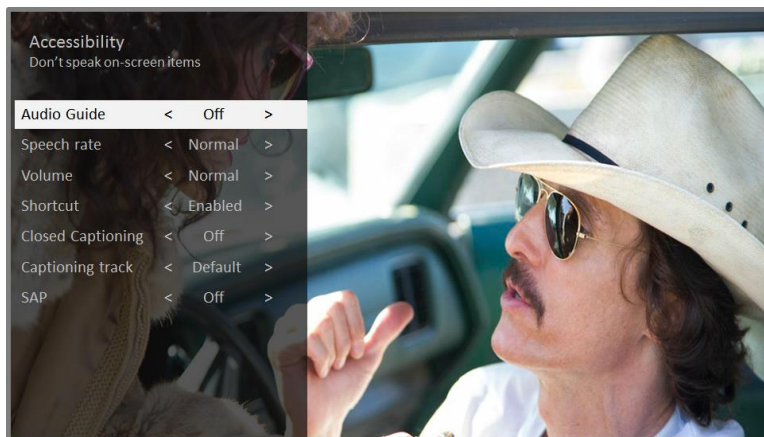 Accessibility
Don't speak on-screen items
Audio Guide < Off >
Speech rate < Normal >
Volume < Normal >
Shortcut < Enabled >
Closed Captioning < Off >
Captioning track < Default >
SAP < Off >